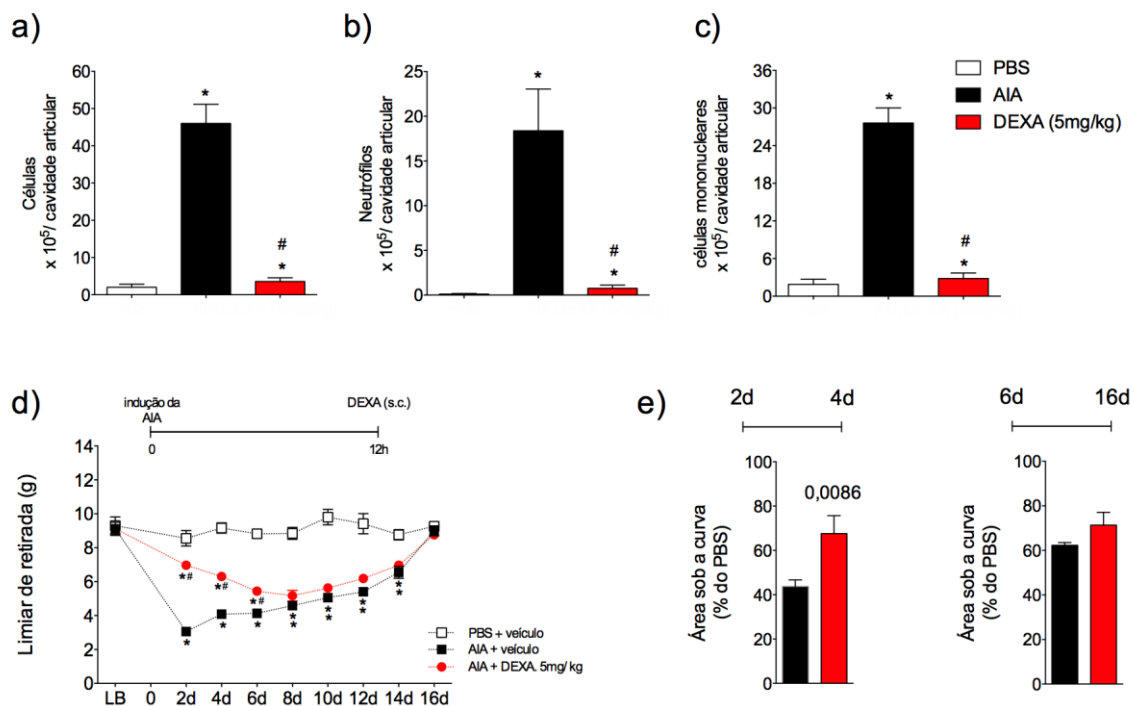 a)
b)
c)
Células
x 10⁵/ cavidade articular
60
50
40
30
20
10
0
*
#
*
Neutrófilos
x 10⁵/ cavidade articular
25
20
15
10
5
0
*
#
*
células mononucleares
x 10⁵/ cavidade articular
36
30
24
18
12
6
0
*
#
*
PBS
AIA
DEXA (5mg/kg)
d)
indução da
AIA
DEXA (s.c.)
0
12h
Limiar de retirada (g)
14
12
10
8
6
4
2
0
*#
*#
*#
*
*
*
*
*
*
*
*
*
*
*
PBS + veículo
AIA + veículo
AIA + DEXA. 5mg/ kg
LB 0 2d 4d 6d 8d 10d 12d 14d 16d
e)
2d 4d
6d 16d
Área sob a curva
(% do PBS)
100
80
60
40
20
0
0,0086
Área sob a curva
(% do PBS)
100
80
60
40
20
0